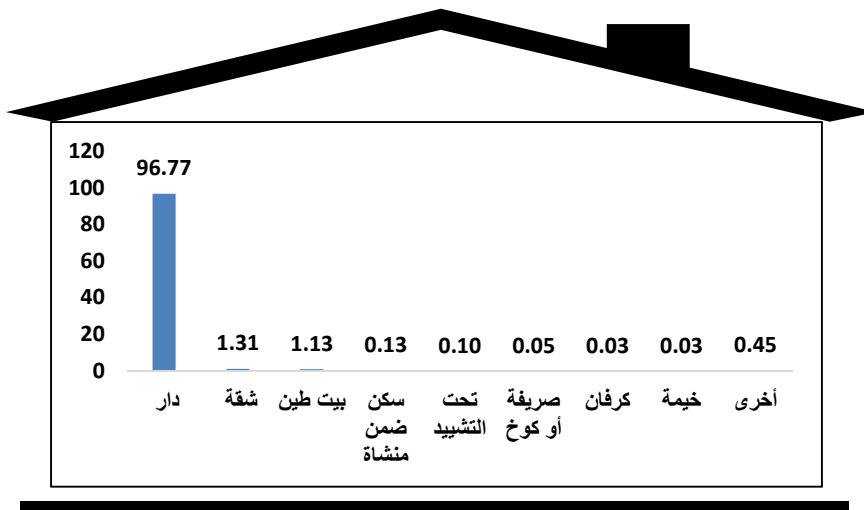 120
100
80
60
40
20
0
96.77
1.31
1.13
0.13
0.10
0.05
0.03
0.03
0.45
دار
شقة
بيت طين
سكن
ضمن
منشاة
تحت
التشييد
صريفة
أو كوخ
كرفان
خيمة
أخرى